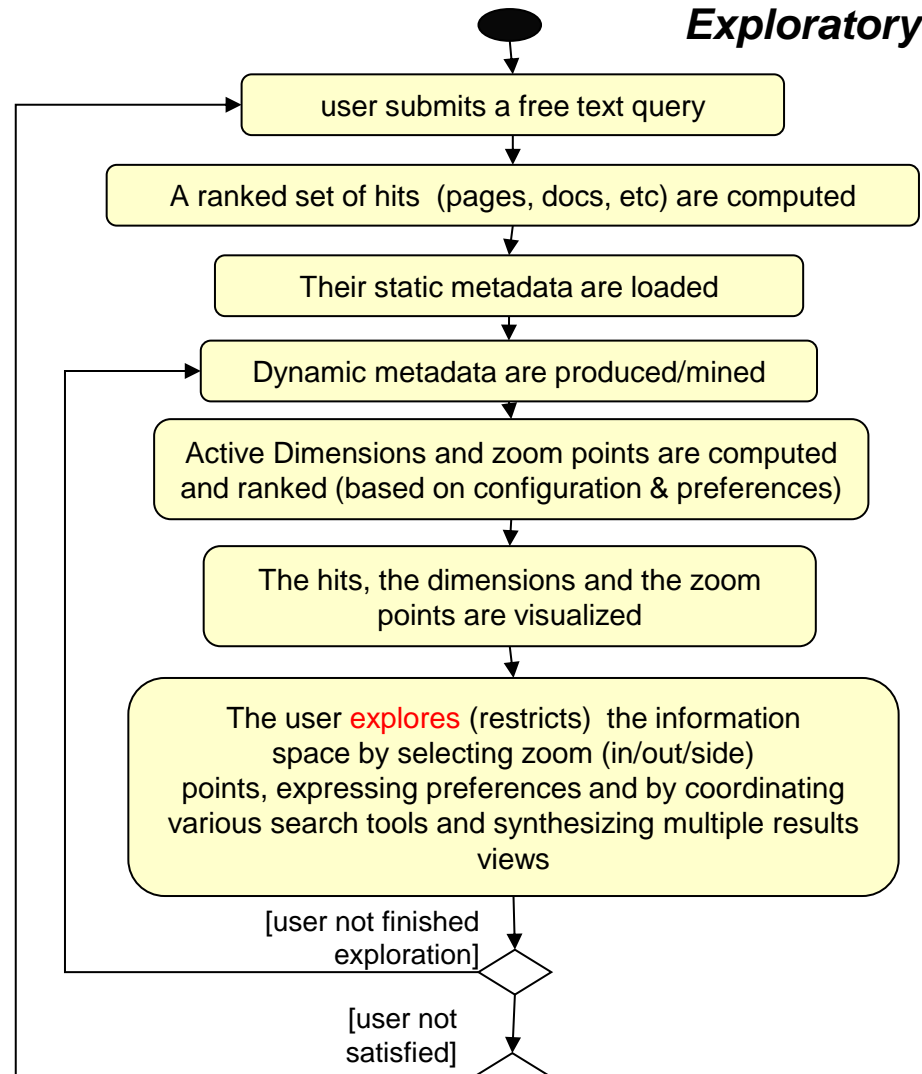 Exploratory
user submits a free text query
A ranked set of hits (pages, docs, etc) are computed
Their static metadata are loaded
Dynamic metadata are produced/mined
Active Dimensions and zoom points are computed
and ranked (based on configuration & preferences)
The hits, the dimensions and the zoom
points are visualized
The user explores (restricts) the information
space by selecting zoom (in/out/side)
points, expressing preferences and by coordinating
various search tools and synthesizing multiple results
views
[user not finished
exploration]
[user not
satisfied]